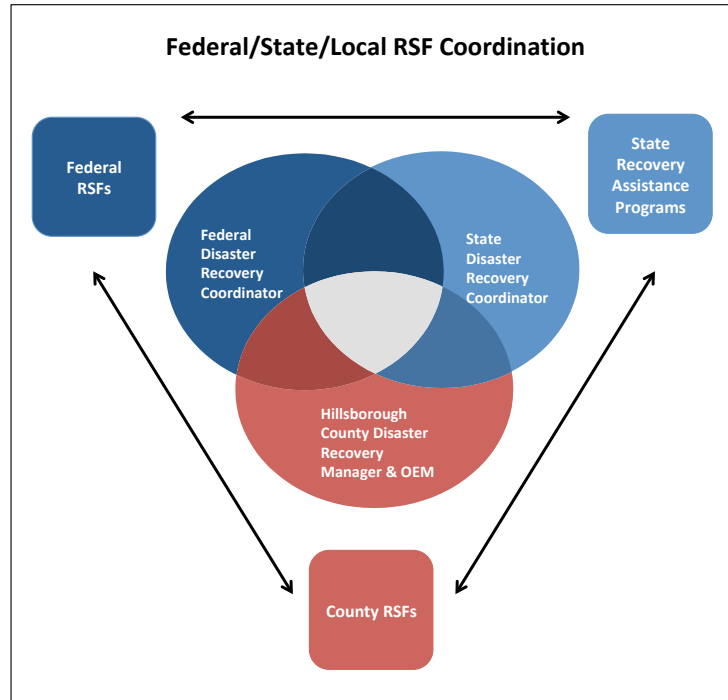 Federal/State/Local RSF Coordination
Federal
RSFs
State
Recovery
Assistance
Programs
Federal
Disaster
Recovery
Coordinator
State
Disaster
Recovery
Coordinator
Hillsborough
County Disaster
Recovery
Manager & OEM
County RSFs